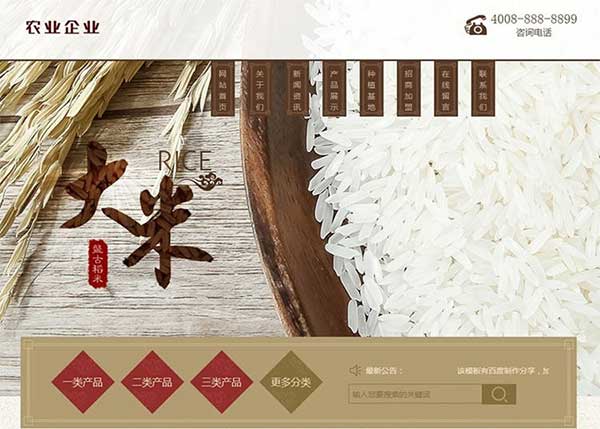 农业企业
4008-888-8899
咨询电话
网站首页
关于我们
新闻资讯
产品展示
种植基地
招商加盟
在线留言
联系我们
RICE
大米
盤古稻米
一类产品
二类产品
三类产品
更多分类
最新公告：
该模板有百度制作分享，
输入您要搜索的关键词